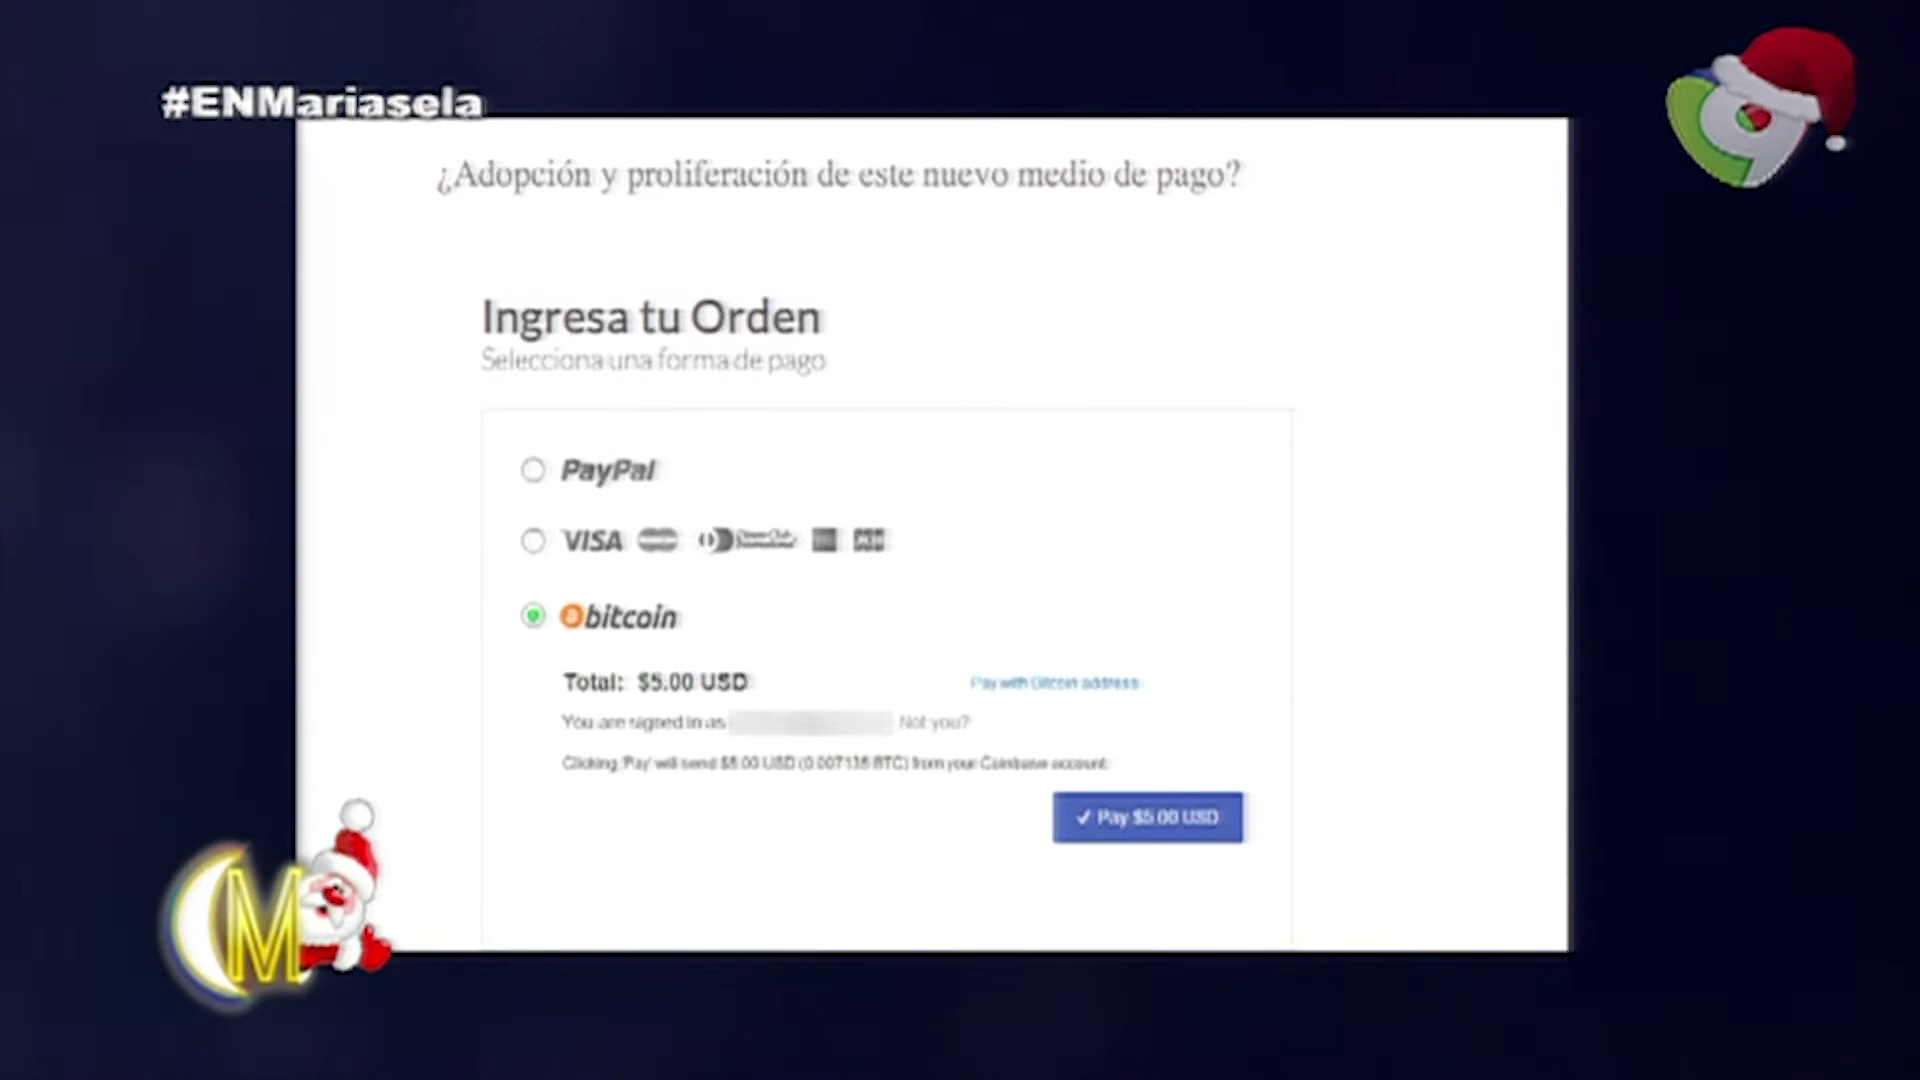 #ENMariasela
¿Adopción y proliferación de este nuevo medio de pago?
Ingresa tu Orden
Selecciona una forma de pago
PayPal
VISA
bitcoin
Total: $5.00 USD
Pay with Bitcoin address
You are signed in as Not you?
Clicking 'Pay' will send $5.00 USD (0.007135 BTC) from your Coinbase account.
✓ Pay $5.00 USD
M
9